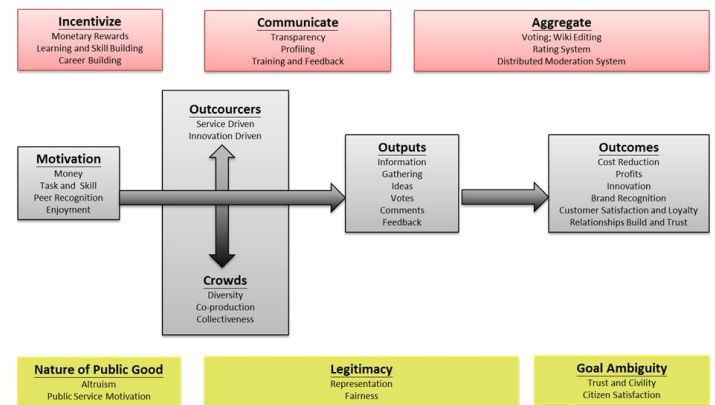 Incentivize
Monetary Rewards
Learning and Skill Building
Career Building
Communicate
Transparency
Profiling
Training and Feedback
Aggregate
Voting; Wiki Editing
Rating System
Distributed Moderation System
Motivation
Money
Task and Skill
Peer Recognition
Enjoyment
Outcourcers
Service Driven
Innovation Driven
Crowds
Diversity
Co-production
Collectiveness
Outputs
Information
Gathering
Ideas
Votes
Comments
Feedback
Outcomes
Cost Reduction
Profits
Innovation
Brand Recognition
Customer Satisfaction and Loyalty
Relationships Build and Trust
Nature of Public Good
Altruism
Public Service Motivation
Legitimacy
Representation
Fairness
Goal Ambiguity
Trust and Civility
Citizen Satisfaction